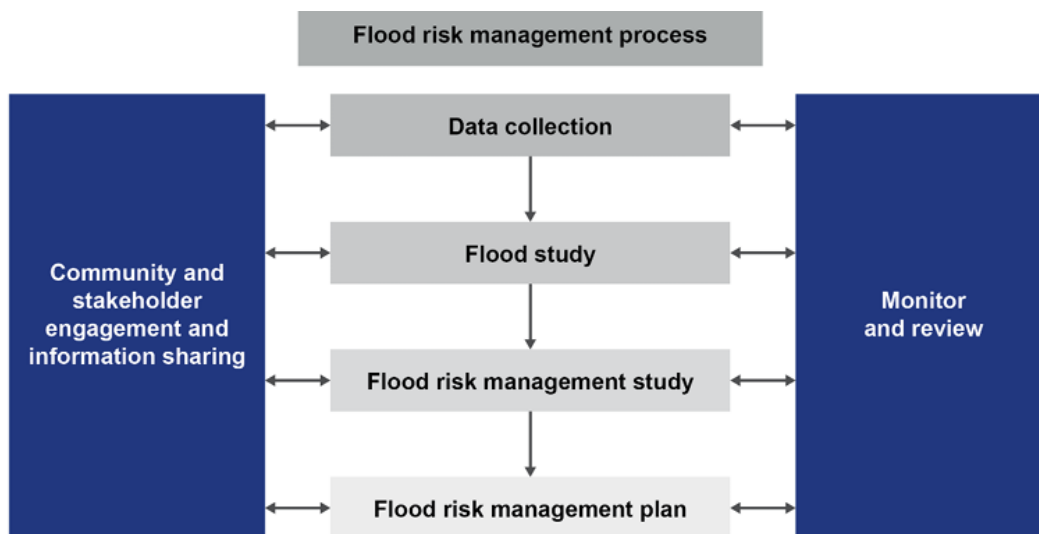 Flood risk management process
Data collection
Flood study
Community and
stakeholder
engagement and
information sharing
Monitor
and review
Flood risk management study
Flood risk management plan